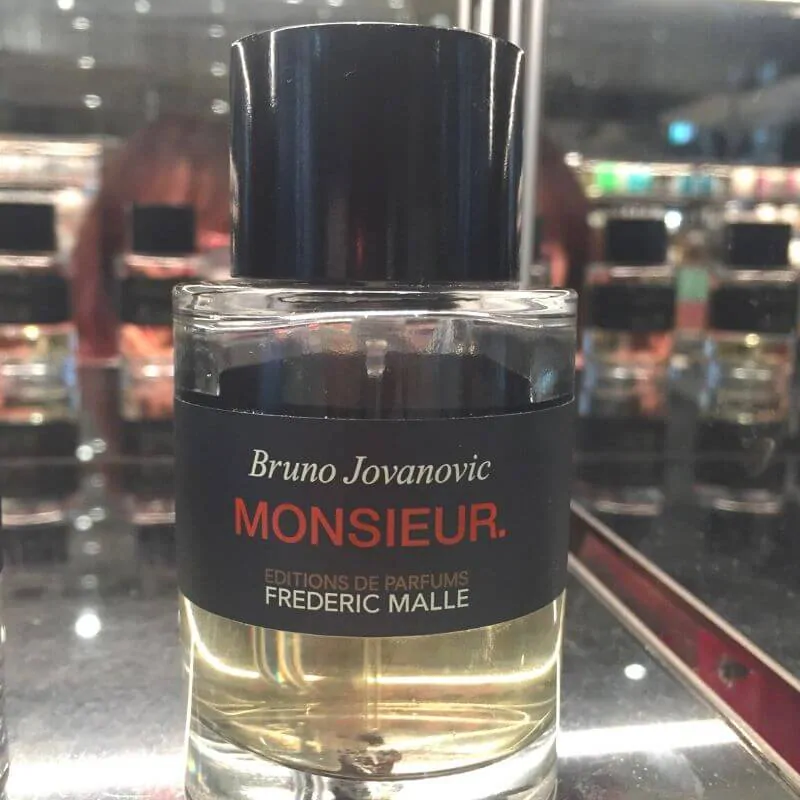 Bruno Jovanovic
MONSIEUR.
EDITIONS DE PARFUMS
FREDERIC MALLE